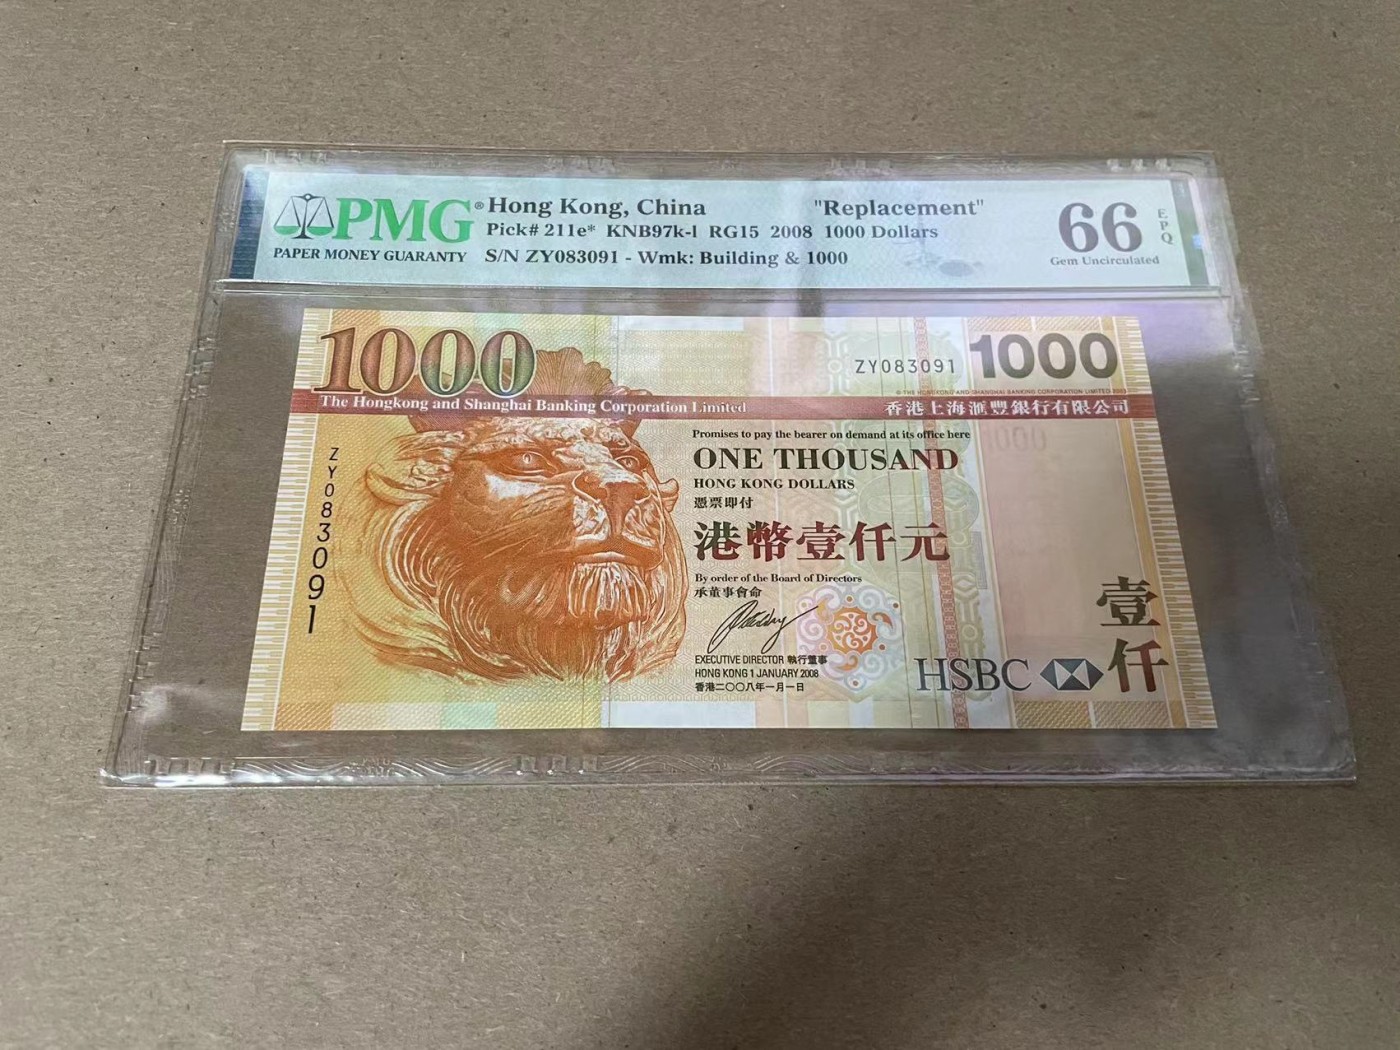 PMG® Hong Kong, China "Replacement" 66 EPQ
Pick# 211e* KNB97k-l RG15 2008 1000 Dollars
PAPER MONEY GUARANTY S/N ZY083091 - Wmk: Building & 1000 Gem Uncirculated
1000 ZY083091 1000
The Hongkong and Shanghai Banking Corporation Limited 香港上海滙豐銀行有限公司
ZY083091
Promises to pay the bearer on demand at its office here
ONE THOUSAND
HONG KONG DOLLARS
憑票即付
港幣壹仟元
By order of the Board of Directors
承董事會命
EXECUTIVE DIRECTOR 執行董事
HONG KONG 1 JANUARY 2008
香港二〇〇八年一月一日
HSBC
壹仟